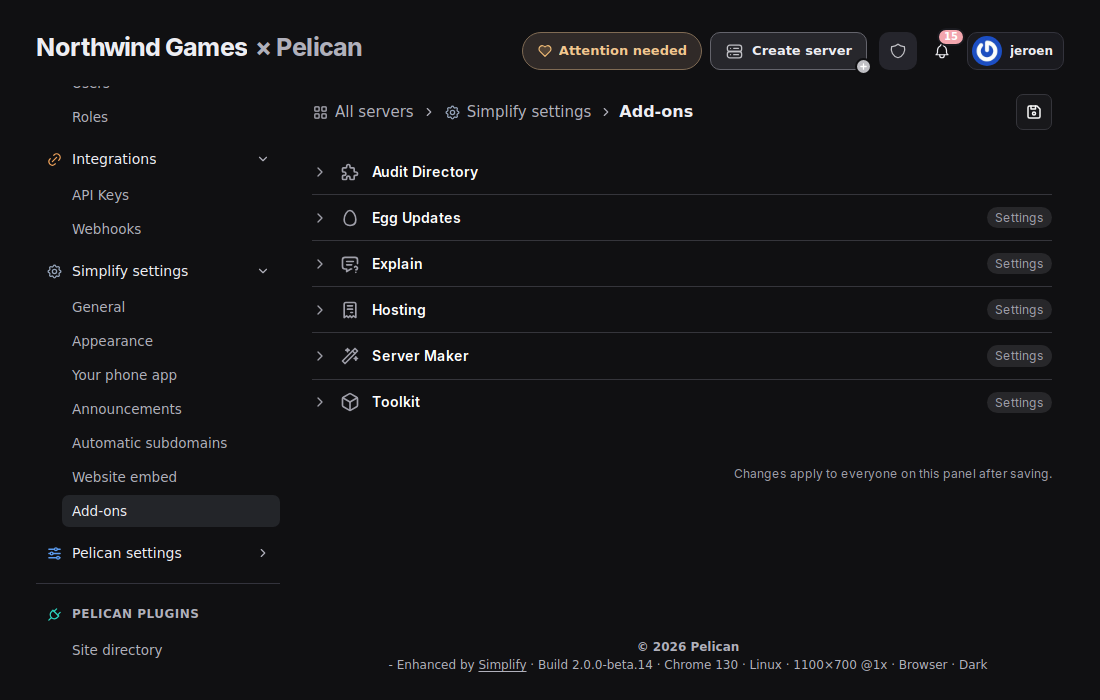 Northwind Games × Pelican
Attention needed
Create server
15
jeroen
Users
Roles
Integrations
API Keys
Webhooks
Simplify settings
General
Appearance
Your phone app
Announcements
Automatic subdomains
Website embed
Add-ons
Pelican settings
PELICAN PLUGINS
Site directory
All servers > Simplify settings > Add-ons
Audit Directory
Egg Updates Settings
Explain Settings
Hosting Settings
Server Maker Settings
Toolkit Settings
Changes apply to everyone on this panel after saving.
© 2026 Pelican
- Enhanced by Simplify · Build 2.0.0-beta.14 · Chrome 130 · Linux · 1100×700 @1x · Browser · Dark